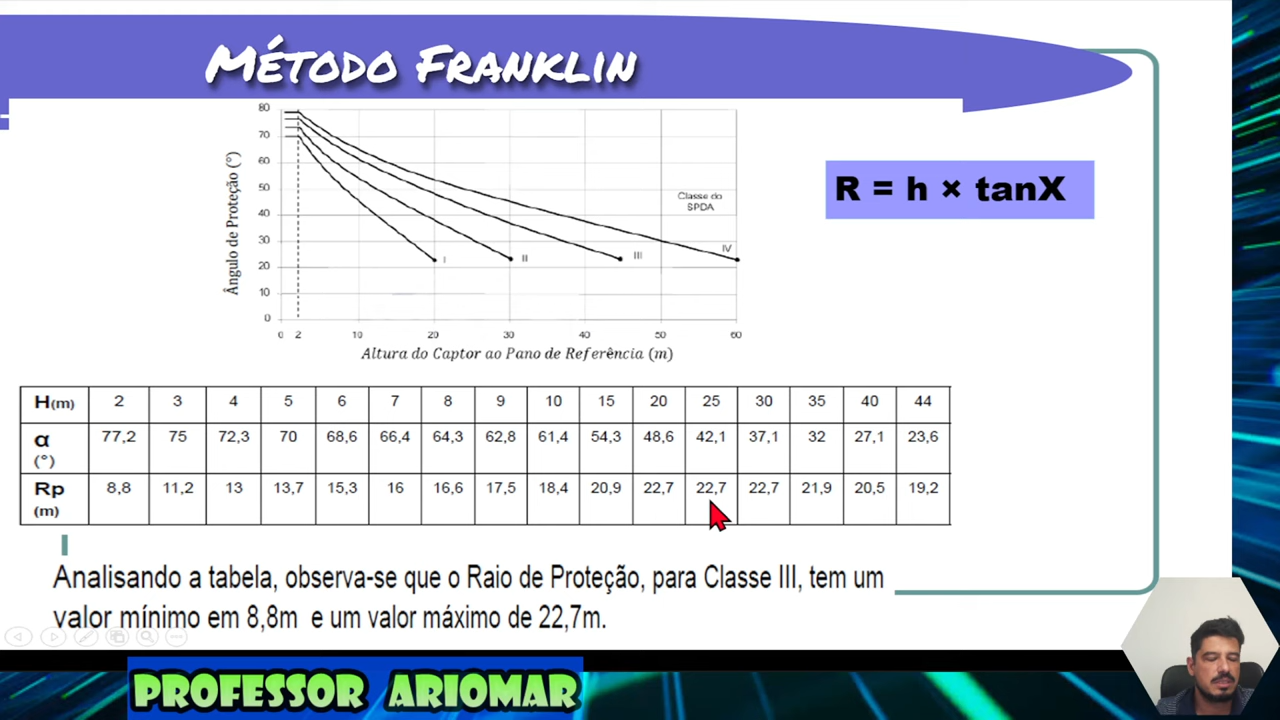 MÉTODO FRANKLIN
80
70
60
50
40
30
20
10
0
Ângulo de Proteção (°)
Classe do
SPDA
I
II
III
IV
0 2 10 20 30 40 50 60
Altura do Captor ao Pano de Referência (m)
R = h × tanX
H(m) 2 3 4 5 6 7 8 9 10 15 20 25 30 35 40 44
α (°) 77,2 75 72,3 70 68,6 66,4 64,3 62,8 61,4 54,3 48,6 42,1 37,1 32 27,1 23,6
Rp (m) 8,8 11,2 13 13,7 15,3 16 16,6 17,5 18,4 20,9 22,7 22,7 22,7 21,9 20,5 19,2
Analisando a tabela, observa-se que o Raio de Proteção, para Classe III, tem um
valor mínimo em 8,8m e um valor máximo de 22,7m.
PROFESSOR ARIOMAR